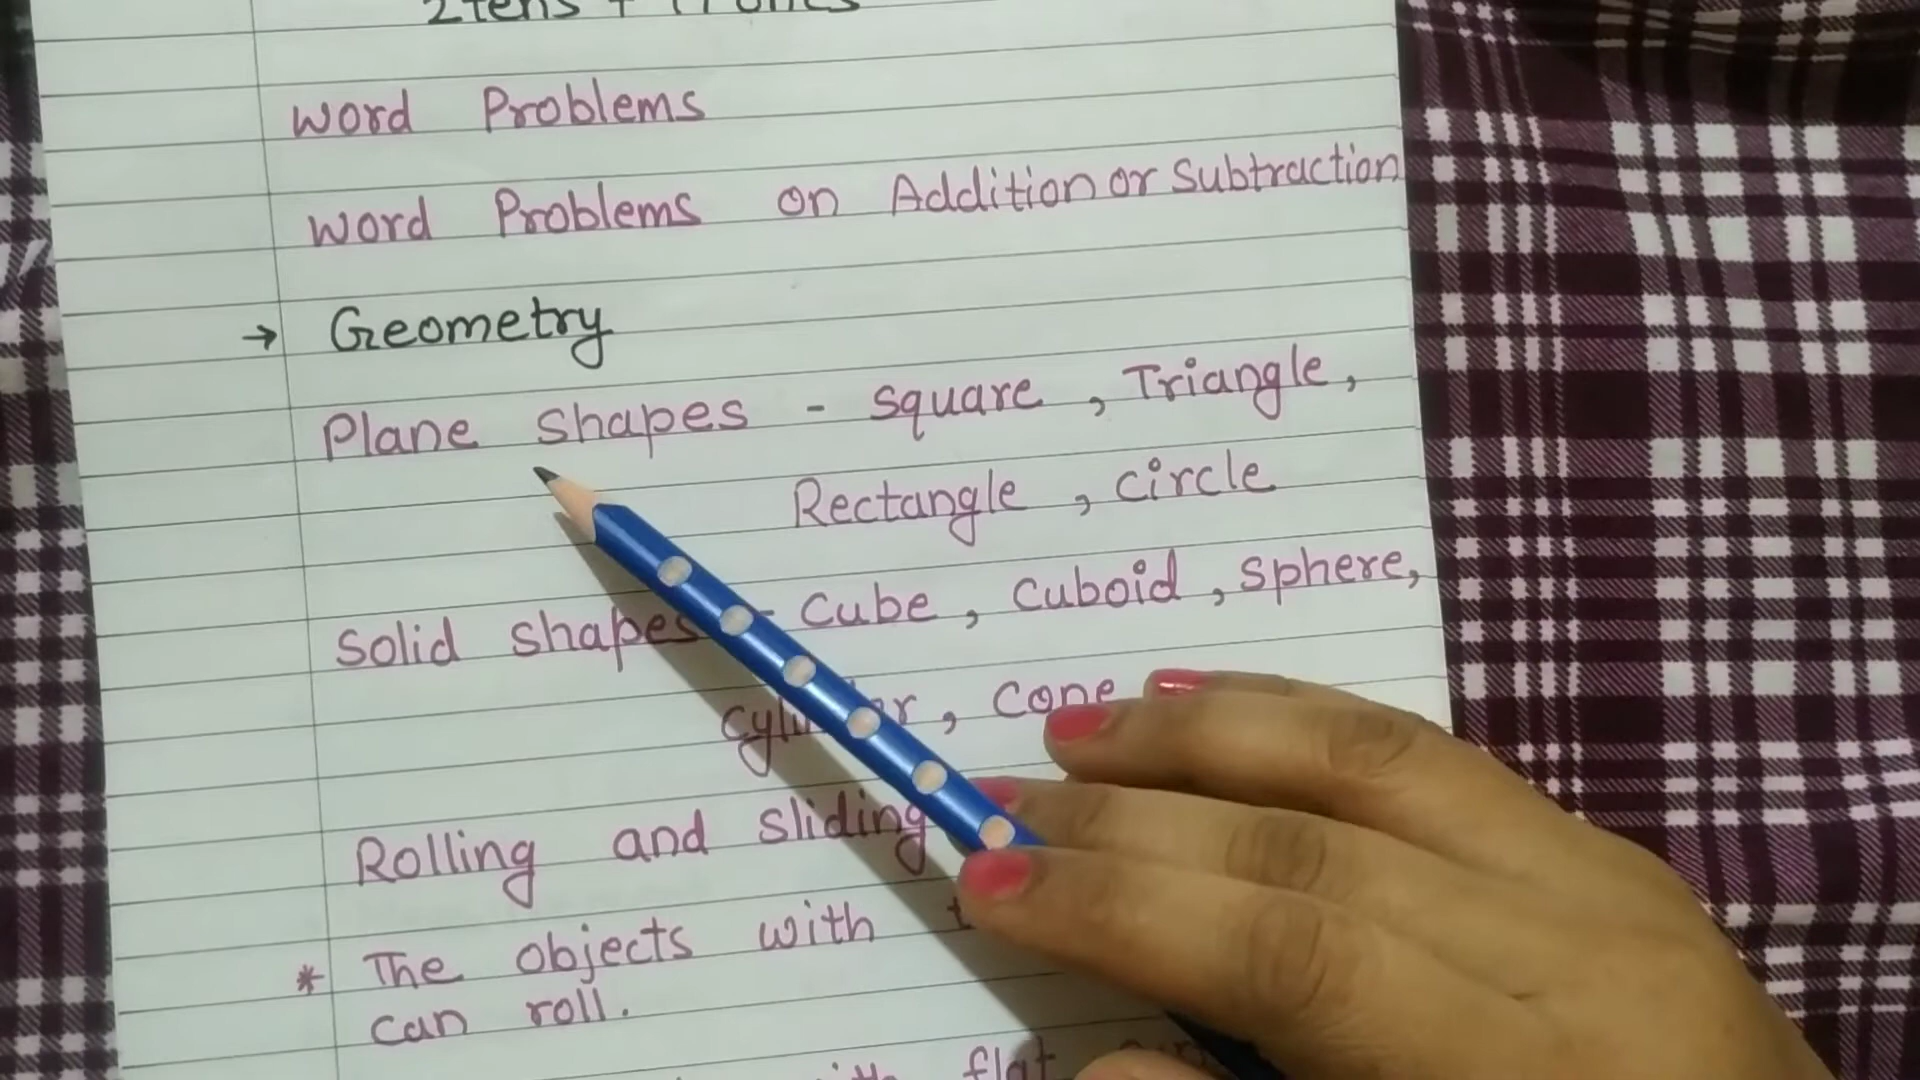 word Problems
word Problems on Addition or Subtraction
→ Geometry
Plane shapes - square , Triangle ,
Rectangle , circle
Solid shapes - cube , cuboid , sphere,
, cone
Rolling and sliding
* The objects with
can roll.
flat